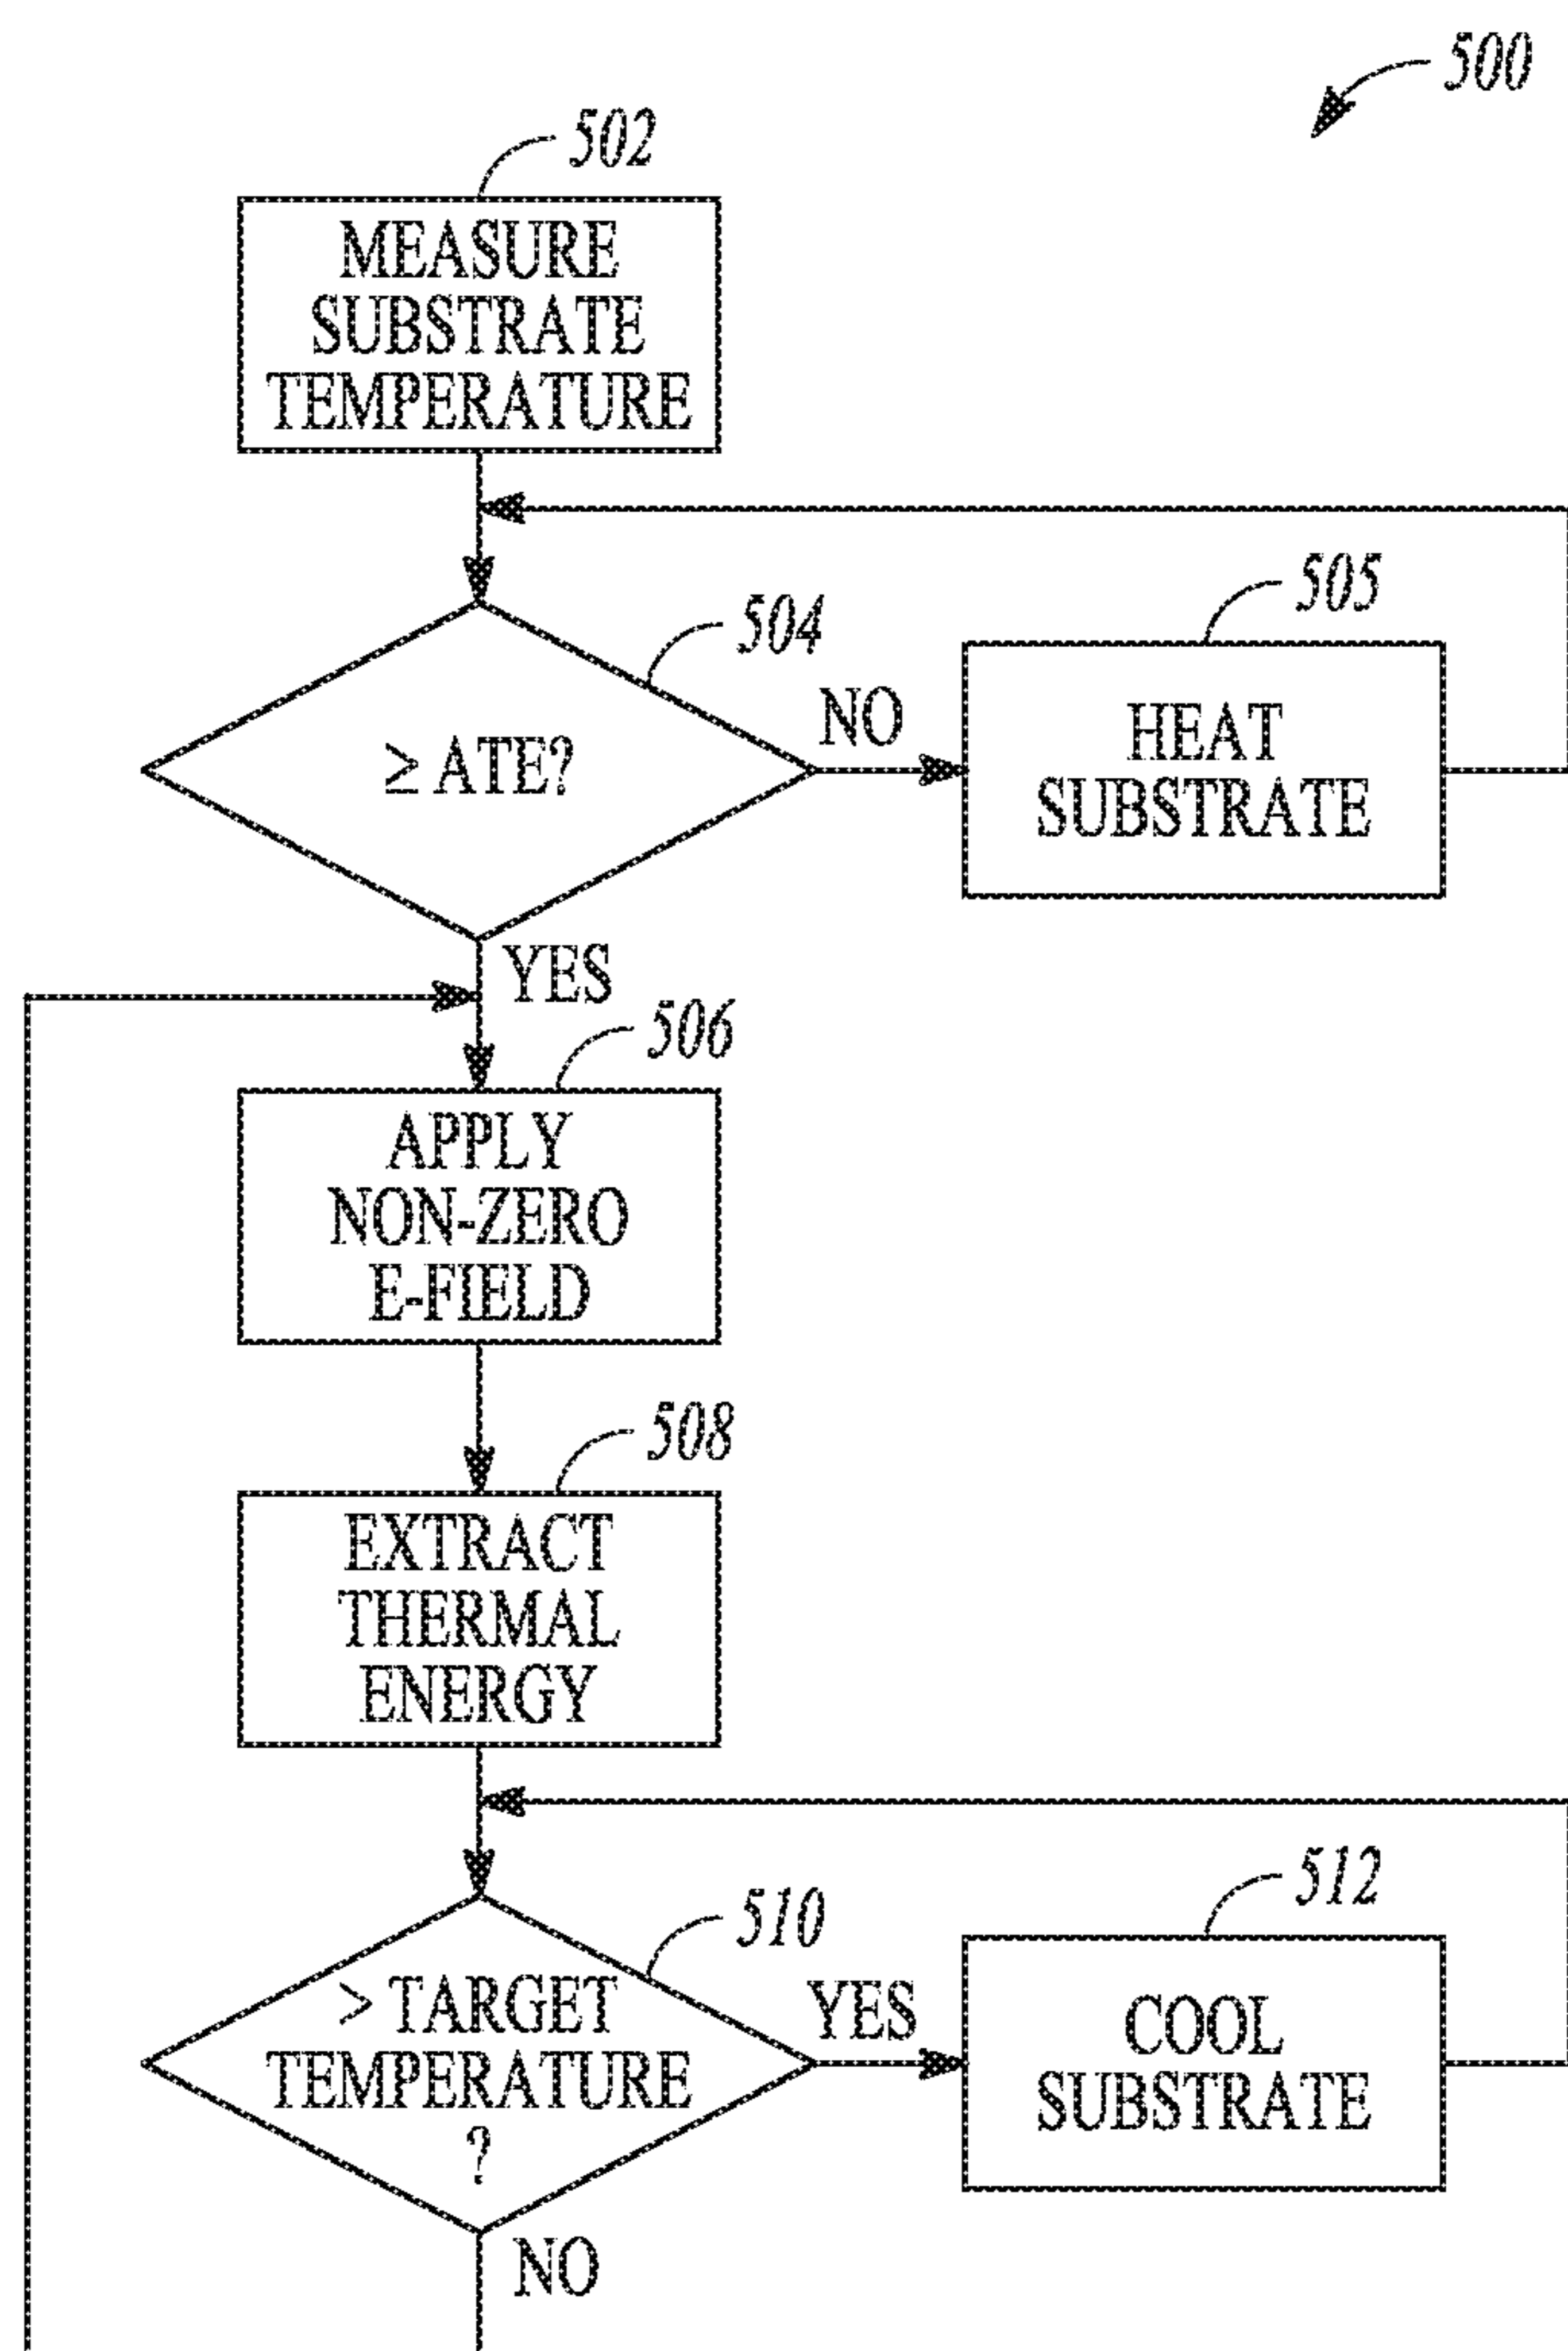 500
502
MEASURE
SUBSTRATE
TEMPERATURE
504
≥ ATE?
NO
505
HEAT
SUBSTRATE
YES
506
APPLY
NON-ZERO
E-FIELD
508
EXTRACT
THERMAL
ENERGY
510
> TARGET
TEMPERATURE
?
YES
512
COOL
SUBSTRATE
NO